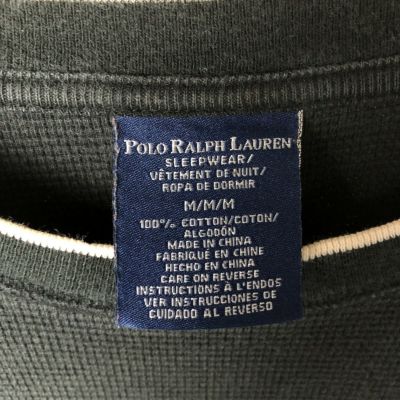 POLO RALPH LAUREN
SLEEPWEAR/
VÊTEMENT DE NUIT/
ROPA DE DORMIR
M/M/M
100% COTTON/COTON/
ALGODÓN
MADE IN CHINA
FABRIQUÉ EN CHINE
HECHO EN CHINA
CARE ON REVERSE
INSTRUCTIONS À L'ENDOS
VER INSTRUCCIONES DE
CUIDADO AL REVERSO